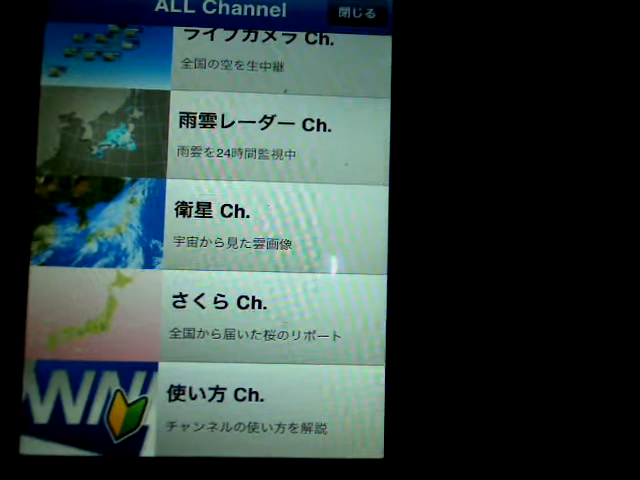 ALL Channel
閉じる
ライブカメラ Ch.
全国の空を生中継
雨雲レーダー Ch.
雨雲を24時間監視中
衛星 Ch.
宇宙から見た雲画像
さくら Ch.
全国から届いた桜のリポート
WNI
使い方 Ch.
チャンネルの使い方を解説